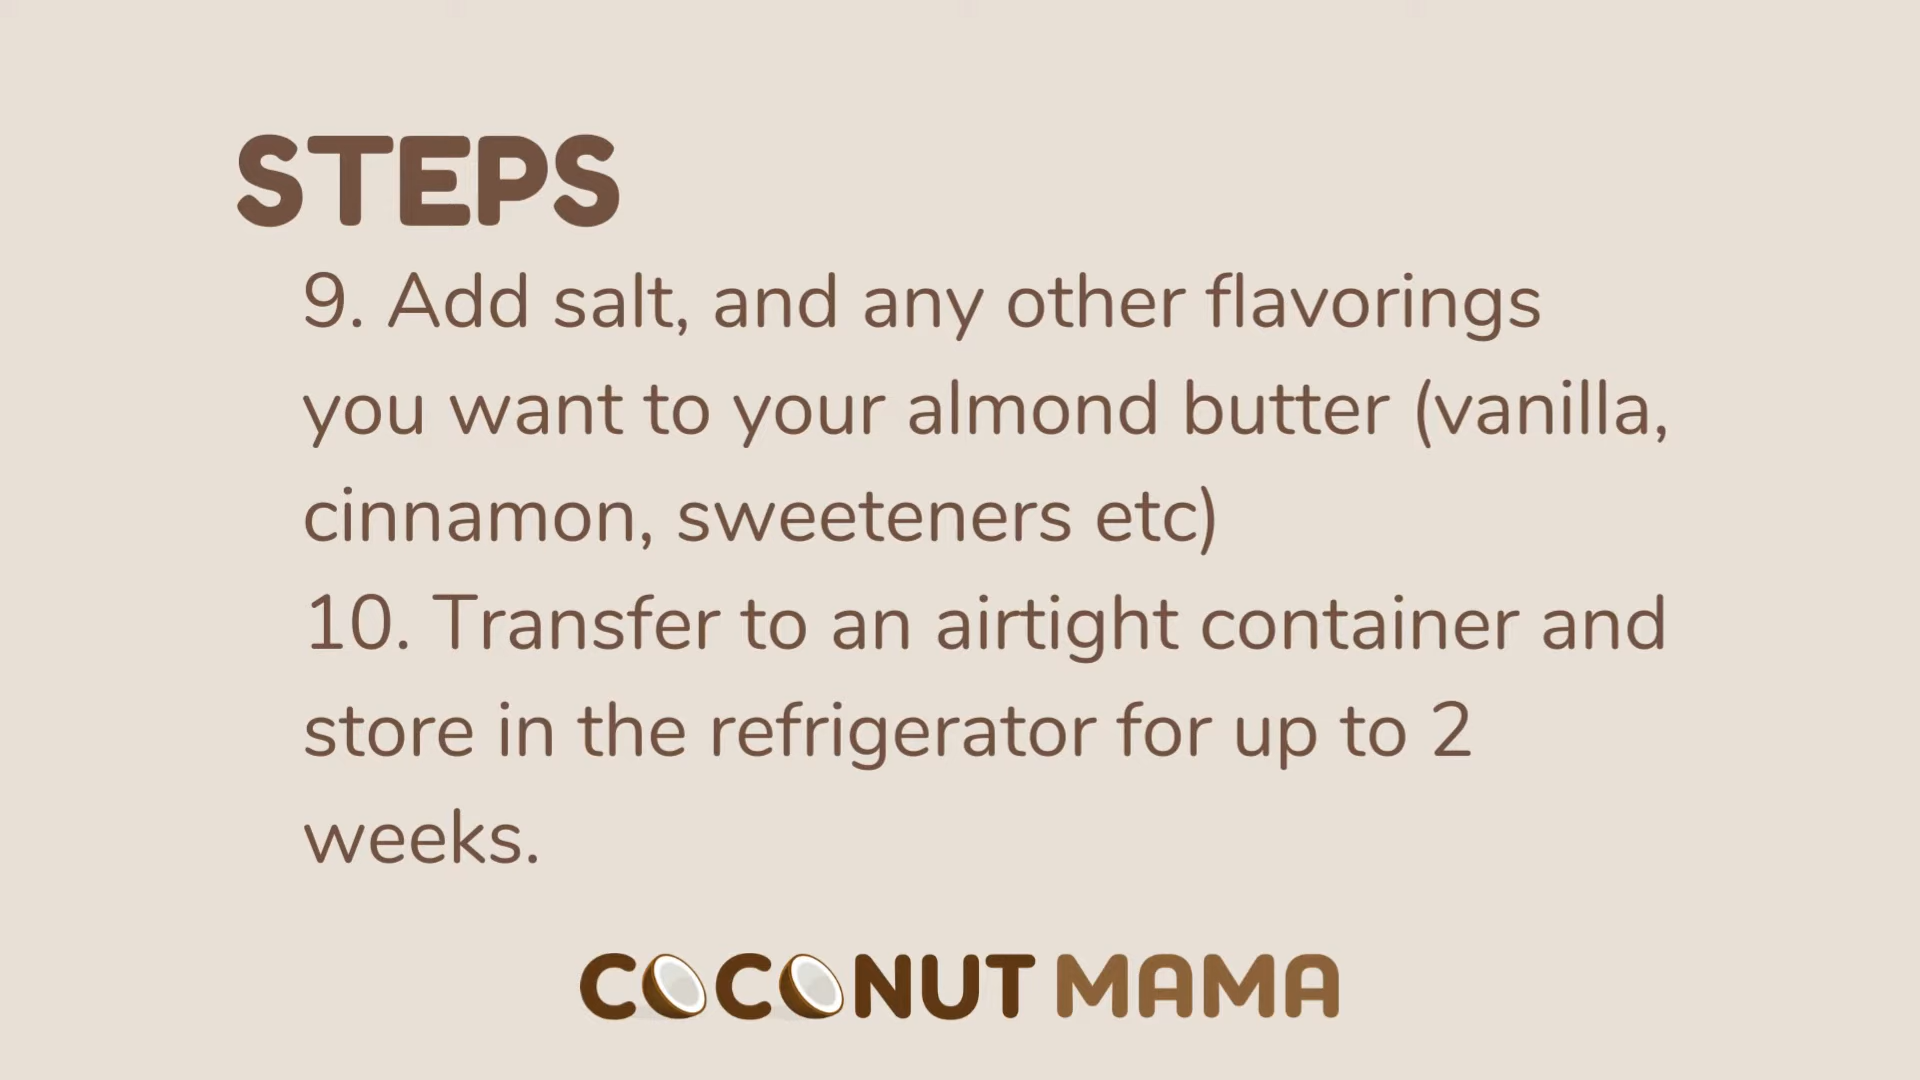 STEPS
9. Add salt, and any other flavorings
you want to your almond butter (vanilla,
cinnamon, sweeteners etc)
10. Transfer to an airtight container and
store in the refrigerator for up to 2
weeks.
COCONUT MAMA